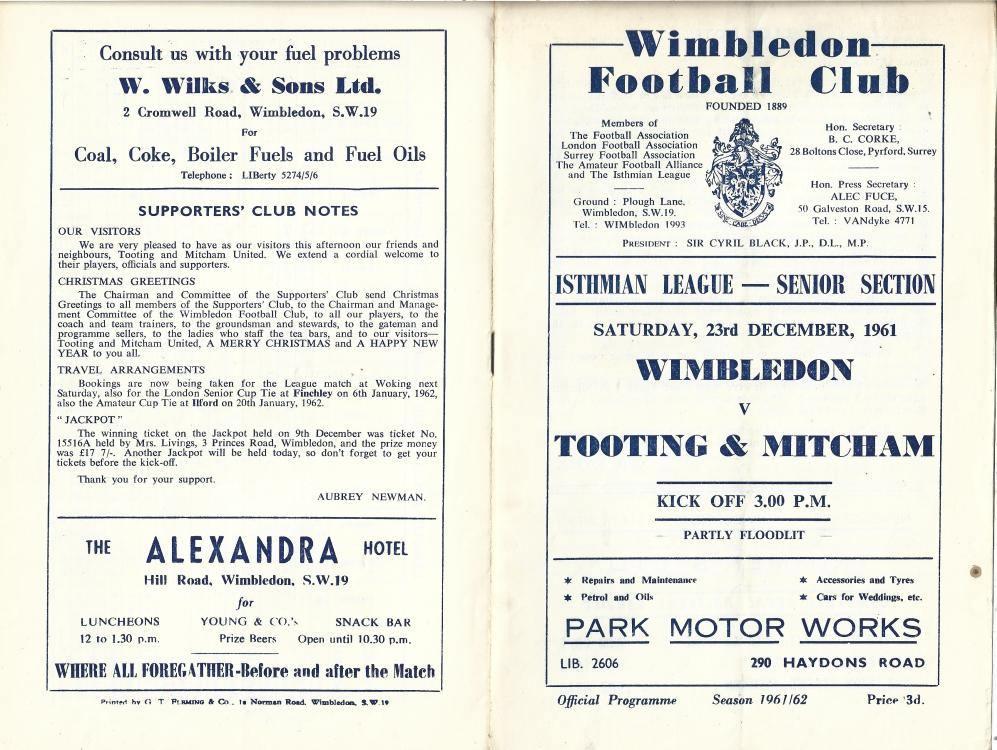 Consult us with your fuel problems
W. Wilks & Sons Ltd.
2 Cromwell Road, Wimbledon, S.W.19
For
Coal, Coke, Boiler Fuels and Fuel Oils
Telephone : LIBerty 5274/5/6
SUPPORTERS' CLUB NOTES
OUR VISITORS
We are very pleased to have as our visitors this afternoon our friends and
neighbours, Tooting and Mitcham United. We extend a cordial welcome to
their players, officials and supporters.
CHRISTMAS GREETINGS
The Chairman and Committee of the Supporters' Club send Christmas
Greetings to all members of the Supporters' Club, to the Chairman and Manage-
ment Committee of the Wimbledon Football Club, to all our players, to the
coach and team trainers, to the groundsman and stewards, to the gateman and
programme sellers, to the ladies who staff the tea bars, and to our visitors—
Tooting and Mitcham United, A MERRY CHRISTMAS and A HAPPY NEW
YEAR to you all.
TRAVEL ARRANGEMENTS
Bookings are now being taken for the League match at Woking next
Saturday, also for the London Senior Cup Tie at Finchley on 6th January, 1962,
also the Amateur Cup Tie at Ilford on 20th January, 1962.
"JACKPOT"
The winning ticket on the Jackpot held on 9th December was ticket No.
15516A held by Mrs. Livings, 3 Princes Road, Wimbledon, and the prize money
was £17 7/-. Another Jackpot will be held today, so don't forget to get your
tickets before the kick-off.
Thank you for your support.
AUBREY NEWMAN.
THE ALEXANDRA HOTEL
Hill Road, Wimbledon, S.W.19
for
LUNCHEONS YOUNG & CO.'s SNACK BAR
12 to 1.30 p.m. Prize Beers Open until 10.30 p.m.
WHERE ALL FOREGATHER-Before and after the Match
Printed by G. T. FLEMING & Co., 1a Norman Road, Wimbledon, S.W.19
Wimbledon
Football Club
FOUNDED 1889
Members of
The Football Association
London Football Association
Surrey Football Association
The Amateur Football Alliance
and The Isthmian League
Ground : Plough Lane,
Wimbledon, S.W.19.
Tel. : WIMbledon 1993
Hon. Secretary :
B. C. CORKE,
28 Boltons Close, Pyrford, Surrey
Hon. Press Secretary :
ALEC FUCE,
50 Galveston Road, S.W.15.
Tel. : VANdyke 4771
PRESIDENT : SIR CYRIL BLACK, J.P., D.L., M.P.
ISTHMIAN LEAGUE — SENIOR SECTION
SATURDAY, 23rd DECEMBER, 1961
WIMBLEDON
V
TOOTING & MITCHAM
KICK OFF 3.00 P.M.
PARTLY FLOODLIT
* Repairs and Maintenance * Accessories and Tyres
* Petrol and Oils * Cars for Weddings, etc.
PARK MOTOR WORKS
LIB. 2606 290 HAYDONS ROAD
Official Programme Season 1961/62 Price 3d.